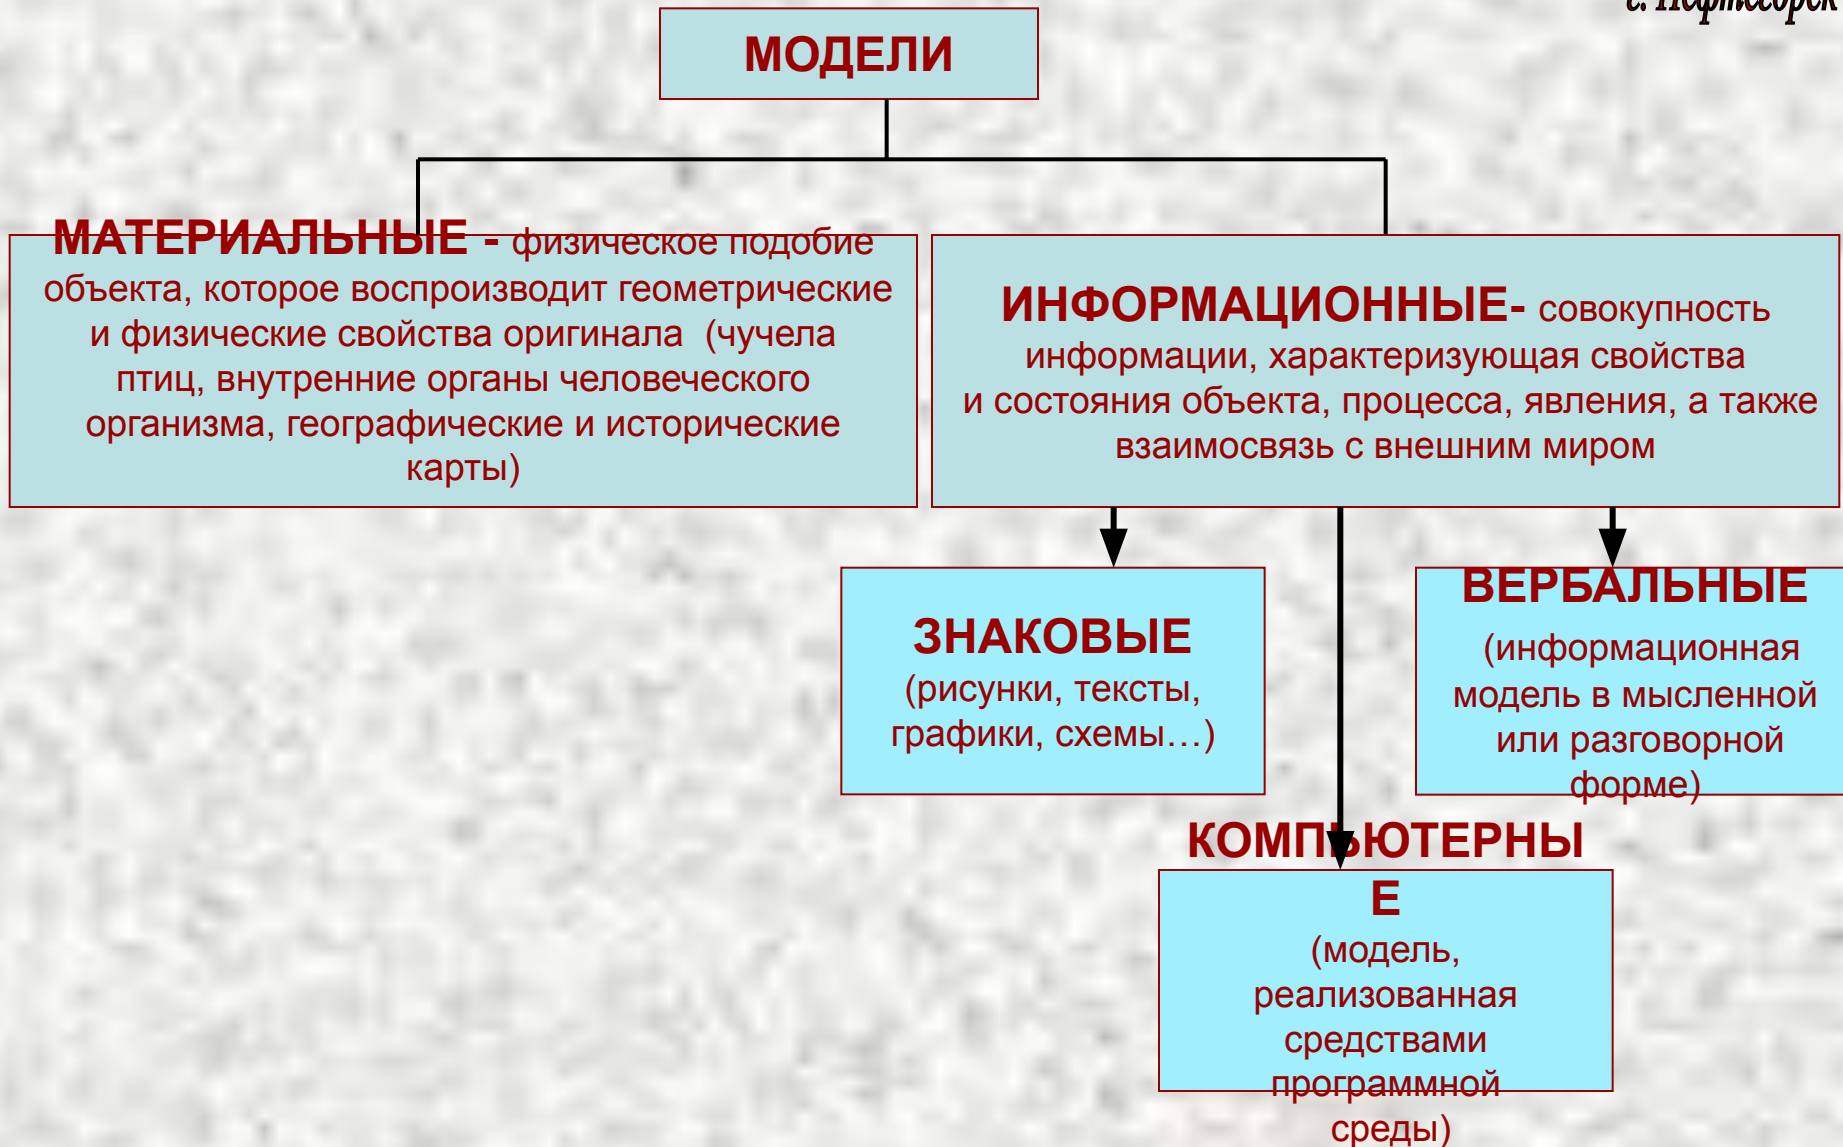 г. Нефтегорск
МОДЕЛИ
МАТЕРИАЛЬНЫЕ - физическое подобие
объекта, которое воспроизводит геометрические
и физические свойства оригинала (чучела
птиц, внутренние органы человеческого
организма, географические и исторические
карты)
ИНФОРМАЦИОННЫЕ- совокупность
информации, характеризующая свойства
и состояния объекта, процесса, явления, а также
взаимосвязь с внешним миром
ЗНАКОВЫЕ
(рисунки, тексты,
графики, схемы…)
ВЕРБАЛЬНЫЕ
(информационная
модель в мысленной
или разговорной
форме)
КОМПЬЮТЕРНЫ
Е
(модель,
реализованная
средствами
программной
среды)